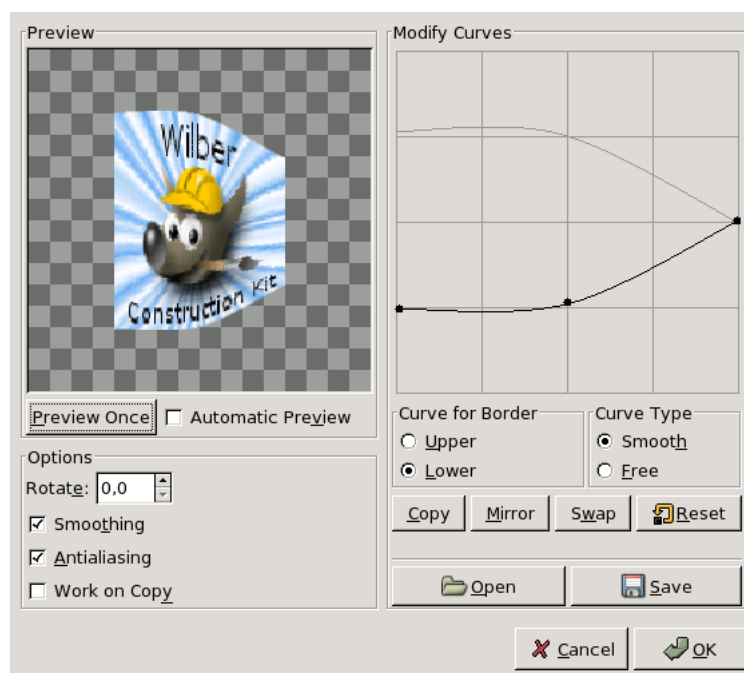 Preview
Wilber
Construction Kit
Preview Once
Automatic Preview
Options
Rotate: 0,0
Smoothing
Antialiasing
Work on Copy
Modify Curves
Curve for Border
Upper
Lower
Curve Type
Smooth
Free
Copy
Mirror
Swap
Reset
Open
Save
Cancel
OK